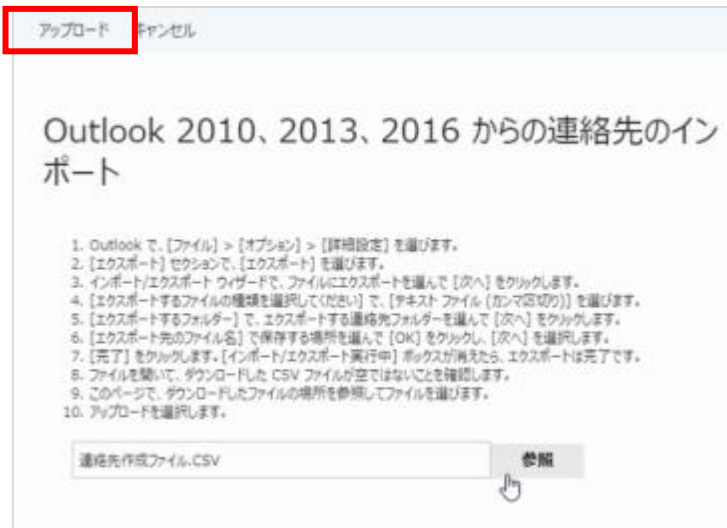 アップロード キャンセル
Outlook 2010、2013、2016 からの連絡先のイン
ポート
1. Outlook で、[ファイル] > [オプション] > [詳細設定] を選びます。
2. [エクスポート] セクションで、[エクスポート] を選びます。
3. インポート/エクスポート ウィザードで、ファイルにエクスポートを選んで [次へ] をクリックします。
4. [エクスポートするファイルの種類を選択してください] で、[テキスト ファイル (カンマ区切り)] を選びます。
5. [エクスポートするフォルダー] で、エクスポートする連絡先フォルダーを選んで [次へ] をクリックします。
6. [エクスポート先のファイル名] で保存する場所を選んで [OK] をクリックし、[次へ] を選択します。
7. [完了] をクリックします。[インポート/エクスポート実行中] ボックスが消えたら、エクスポートは完了です。
8. ファイルを開いて、ダウンロードした CSV ファイルが空ではないことを確認します。
9. このページで、ダウンロードしたファイルの場所を参照してファイルを選びます。
10. アップロードを選択します。
連絡先作成ファイル.CSV 参照